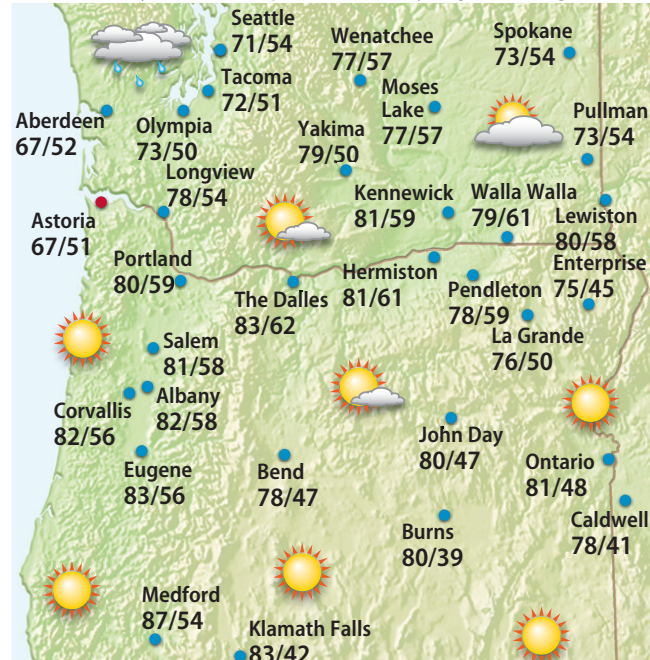 Seattle
71/54
Wenatchee
77/57
Spokane
73/54
Tacoma
72/51
Moses
Lake
77/57
Aberdeen
67/52
Olympia
73/50
Yakima
79/50
Pullman
73/54
Longview
78/54
Kennewick
81/59
Walla Walla
79/61
Lewiston
80/58
Astoria
67/51
Portland
80/59
The Dalles
83/62
Hermiston
81/61
Pendleton
78/59
Enterprise
75/45
La Grande
76/50
Salem
81/58
Albany
82/58
Corvallis
82/56
Eugene
83/56
Bend
78/47
John Day
80/47
Ontario
81/48
Caldwell
78/41
Burns
80/39
Medford
87/54
Klamath Falls
83/42